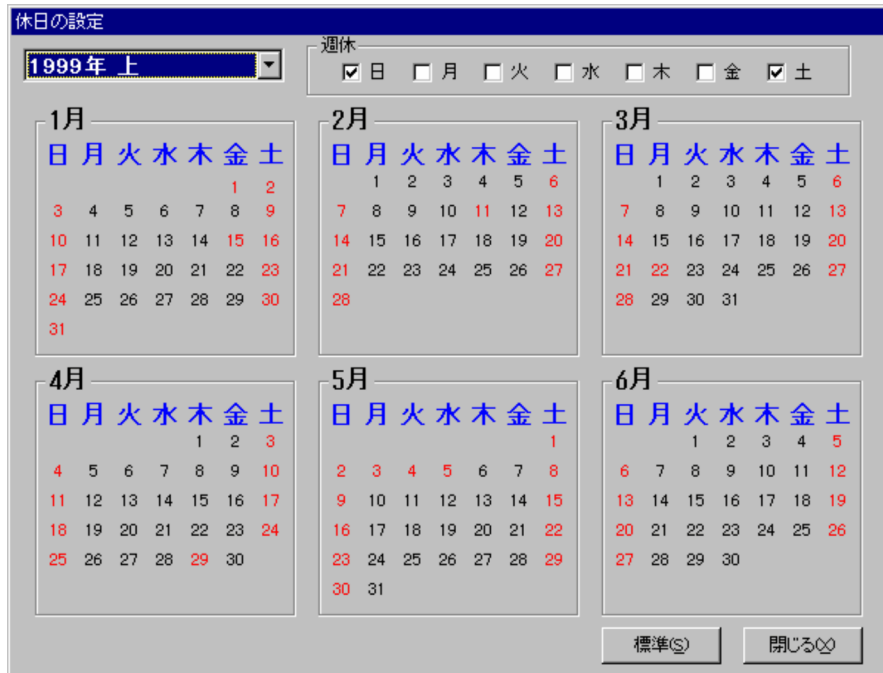 休日の設定
1999年 上
週休
日 月 火 水 木 金 土
1月
日 月 火 水 木 金 土
1 2
3 4 5 6 7 8 9
10 11 12 13 14 15 16
17 18 19 20 21 22 23
24 25 26 27 28 29 30
31
2月
日 月 火 水 木 金 土
1 2 3 4 5 6
7 8 9 10 11 12 13
14 15 16 17 18 19 20
21 22 23 24 25 26 27
28
3月
日 月 火 水 木 金 土
1 2 3 4 5 6
7 8 9 10 11 12 13
14 15 16 17 18 19 20
21 22 23 24 25 26 27
28 29 30 31
4月
日 月 火 水 木 金 土
1 2 3
4 5 6 7 8 9 10
11 12 13 14 15 16 17
18 19 20 21 22 23 24
25 26 27 28 29 30
5月
日 月 火 水 木 金 土
1
2 3 4 5 6 7 8
9 10 11 12 13 14 15
16 17 18 19 20 21 22
23 24 25 26 27 28 29
30 31
6月
日 月 火 水 木 金 土
1 2 3 4 5
6 7 8 9 10 11 12
13 14 15 16 17 18 19
20 21 22 23 24 25 26
27 28 29 30
標準(S)
閉じる(X)